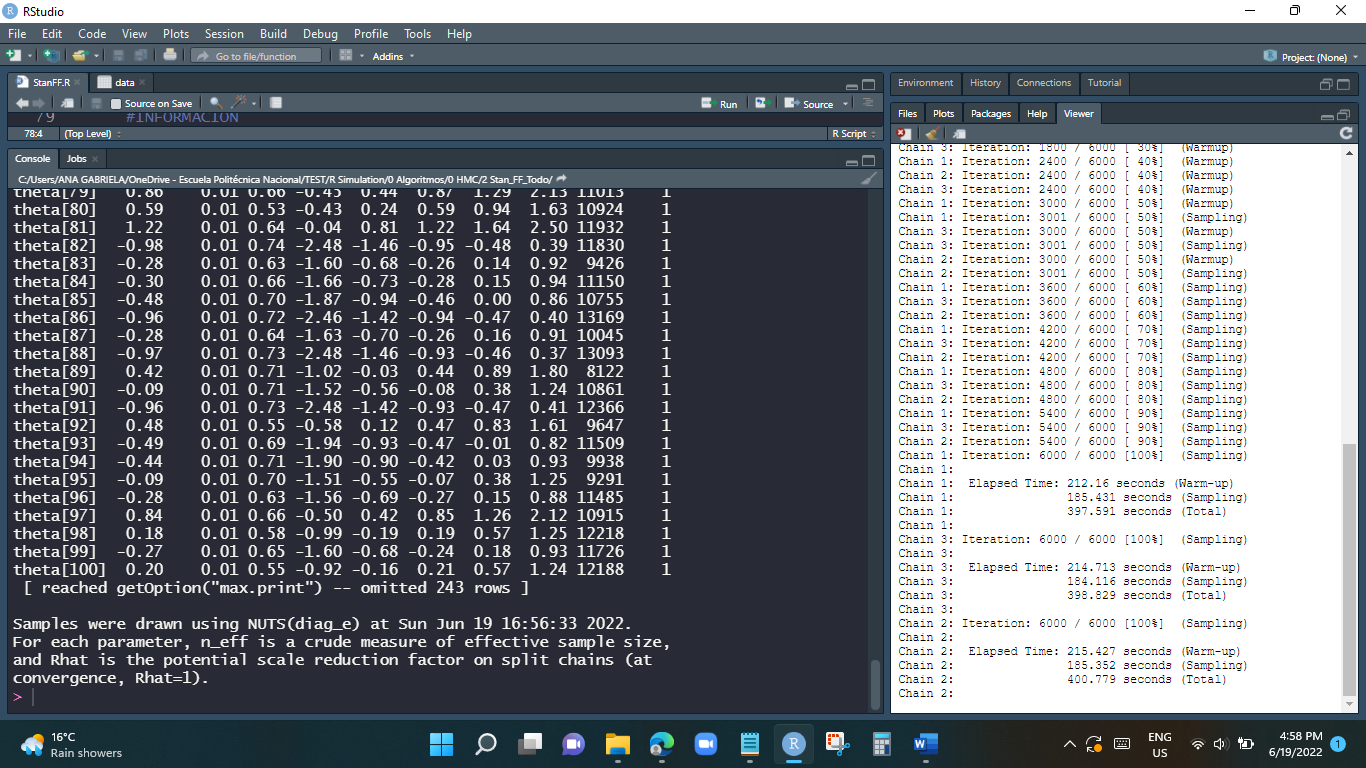 RStudio
File Edit Code View Plots Session Build Debug Profile Tools Help
Go to file/function Addins Project: (None)
StanFF.R data
Source on Save Run Source
79 #INFORMACION
78:4 (Top Level) R Script
Console Jobs
C:/Users/ANA GABRIELA/OneDrive - Escuela Politécnica Nacional/TEST/R Simulation/0 Algoritmos/0 HMC/2 Stan_FF_Todo/
theta[79] 0.86 0.01 0.66 -0.45 0.44 0.87 1.29 2.13 11013 1
theta[80] 0.59 0.01 0.53 -0.43 0.24 0.59 0.94 1.63 10924 1
theta[81] 1.22 0.01 0.64 -0.04 0.81 1.22 1.64 2.50 11932 1
theta[82] -0.98 0.01 0.74 -2.48 -1.46 -0.95 -0.48 0.39 11830 1
theta[83] -0.28 0.01 0.63 -1.60 -0.68 -0.26 0.14 0.92 9426 1
theta[84] -0.30 0.01 0.66 -1.66 -0.73 -0.28 0.15 0.94 11150 1
theta[85] -0.48 0.01 0.70 -1.87 -0.94 -0.46 0.00 0.86 10755 1
theta[86] -0.96 0.01 0.72 -2.46 -1.42 -0.94 -0.47 0.40 13169 1
theta[87] -0.28 0.01 0.64 -1.63 -0.70 -0.26 0.16 0.91 10045 1
theta[88] -0.97 0.01 0.73 -2.48 -1.46 -0.93 -0.46 0.37 13093 1
theta[89] 0.42 0.01 0.71 -1.02 -0.03 0.44 0.89 1.80 8122 1
theta[90] -0.09 0.01 0.71 -1.52 -0.56 -0.08 0.38 1.24 10861 1
theta[91] -0.96 0.01 0.73 -2.48 -1.42 -0.93 -0.47 0.41 12366 1
theta[92] 0.48 0.01 0.55 -0.58 0.12 0.47 0.83 1.61 9647 1
theta[93] -0.49 0.01 0.69 -1.94 -0.93 -0.47 -0.01 0.82 11509 1
theta[94] -0.44 0.01 0.71 -1.90 -0.90 -0.42 0.03 0.93 9938 1
theta[95] -0.09 0.01 0.70 -1.51 -0.55 -0.07 0.38 1.25 9291 1
theta[96] -0.28 0.01 0.63 -1.56 -0.69 -0.27 0.15 0.88 11485 1
theta[97] 0.84 0.01 0.66 -0.50 0.42 0.85 1.26 2.12 10915 1
theta[98] 0.18 0.01 0.58 -0.99 -0.19 0.19 0.57 1.25 12218 1
theta[99] -0.27 0.01 0.65 -1.60 -0.68 -0.24 0.18 0.93 11726 1
theta[100] 0.20 0.01 0.55 -0.92 -0.16 0.21 0.57 1.24 12188 1
[ reached getOption("max.print") -- omitted 243 rows ]
Samples were drawn using NUTS(diag_e) at Sun Jun 19 16:56:33 2022.
For each parameter, n_eff is a crude measure of effective sample size,
and Rhat is the potential scale reduction factor on split chains (at
convergence, Rhat=1).
>
Environment History Connections Tutorial
Files Plots Packages Help Viewer
Chain 3: Iteration: 1800 / 6000 [ 30%] (Warmup)
Chain 1: Iteration: 2400 / 6000 [ 40%] (Warmup)
Chain 3: Iteration: 2400 / 6000 [ 40%] (Warmup)
Chain 2: Iteration: 2400 / 6000 [ 40%] (Warmup)
Chain 1: Iteration: 3000 / 6000 [ 50%] (Warmup)
Chain 1: Iteration: 3001 / 6000 [ 50%] (Sampling)
Chain 3: Iteration: 3000 / 6000 [ 50%] (Warmup)
Chain 3: Iteration: 3001 / 6000 [ 50%] (Sampling)
Chain 2: Iteration: 3000 / 6000 [ 50%] (Warmup)
Chain 2: Iteration: 3001 / 6000 [ 50%] (Sampling)
Chain 1: Iteration: 3600 / 6000 [ 60%] (Sampling)
Chain 3: Iteration: 3600 / 6000 [ 60%] (Sampling)
Chain 2: Iteration: 3600 / 6000 [ 60%] (Sampling)
Chain 1: Iteration: 4200 / 6000 [ 70%] (Sampling)
Chain 3: Iteration: 4200 / 6000 [ 70%] (Sampling)
Chain 2: Iteration: 4200 / 6000 [ 70%] (Sampling)
Chain 1: Iteration: 4800 / 6000 [ 80%] (Sampling)
Chain 3: Iteration: 4800 / 6000 [ 80%] (Sampling)
Chain 2: Iteration: 4800 / 6000 [ 80%] (Sampling)
Chain 1: Iteration: 5400 / 6000 [ 90%] (Sampling)
Chain 3: Iteration: 5400 / 6000 [ 90%] (Sampling)
Chain 2: Iteration: 5400 / 6000 [ 90%] (Sampling)
Chain 1: Iteration: 6000 / 6000 [100%] (Sampling)
Chain 1:
Chain 1: Elapsed Time: 212.16 seconds (Warm-up)
Chain 1: 185.431 seconds (Sampling)
Chain 1: 397.591 seconds (Total)
Chain 1:
Chain 3: Iteration: 6000 / 6000 [100%] (Sampling)
Chain 3:
Chain 3: Elapsed Time: 214.713 seconds (Warm-up)
Chain 3: 184.116 seconds (Sampling)
Chain 3: 398.829 seconds (Total)
Chain 3:
Chain 2: Iteration: 6000 / 6000 [100%] (Sampling)
Chain 2:
Chain 2: Elapsed Time: 215.427 seconds (Warm-up)
Chain 2: 185.352 seconds (Sampling)
Chain 2: 400.779 seconds (Total)
Chain 2:
16°C
Rain showers
ENG
US
4:58 PM
6/19/2022
1